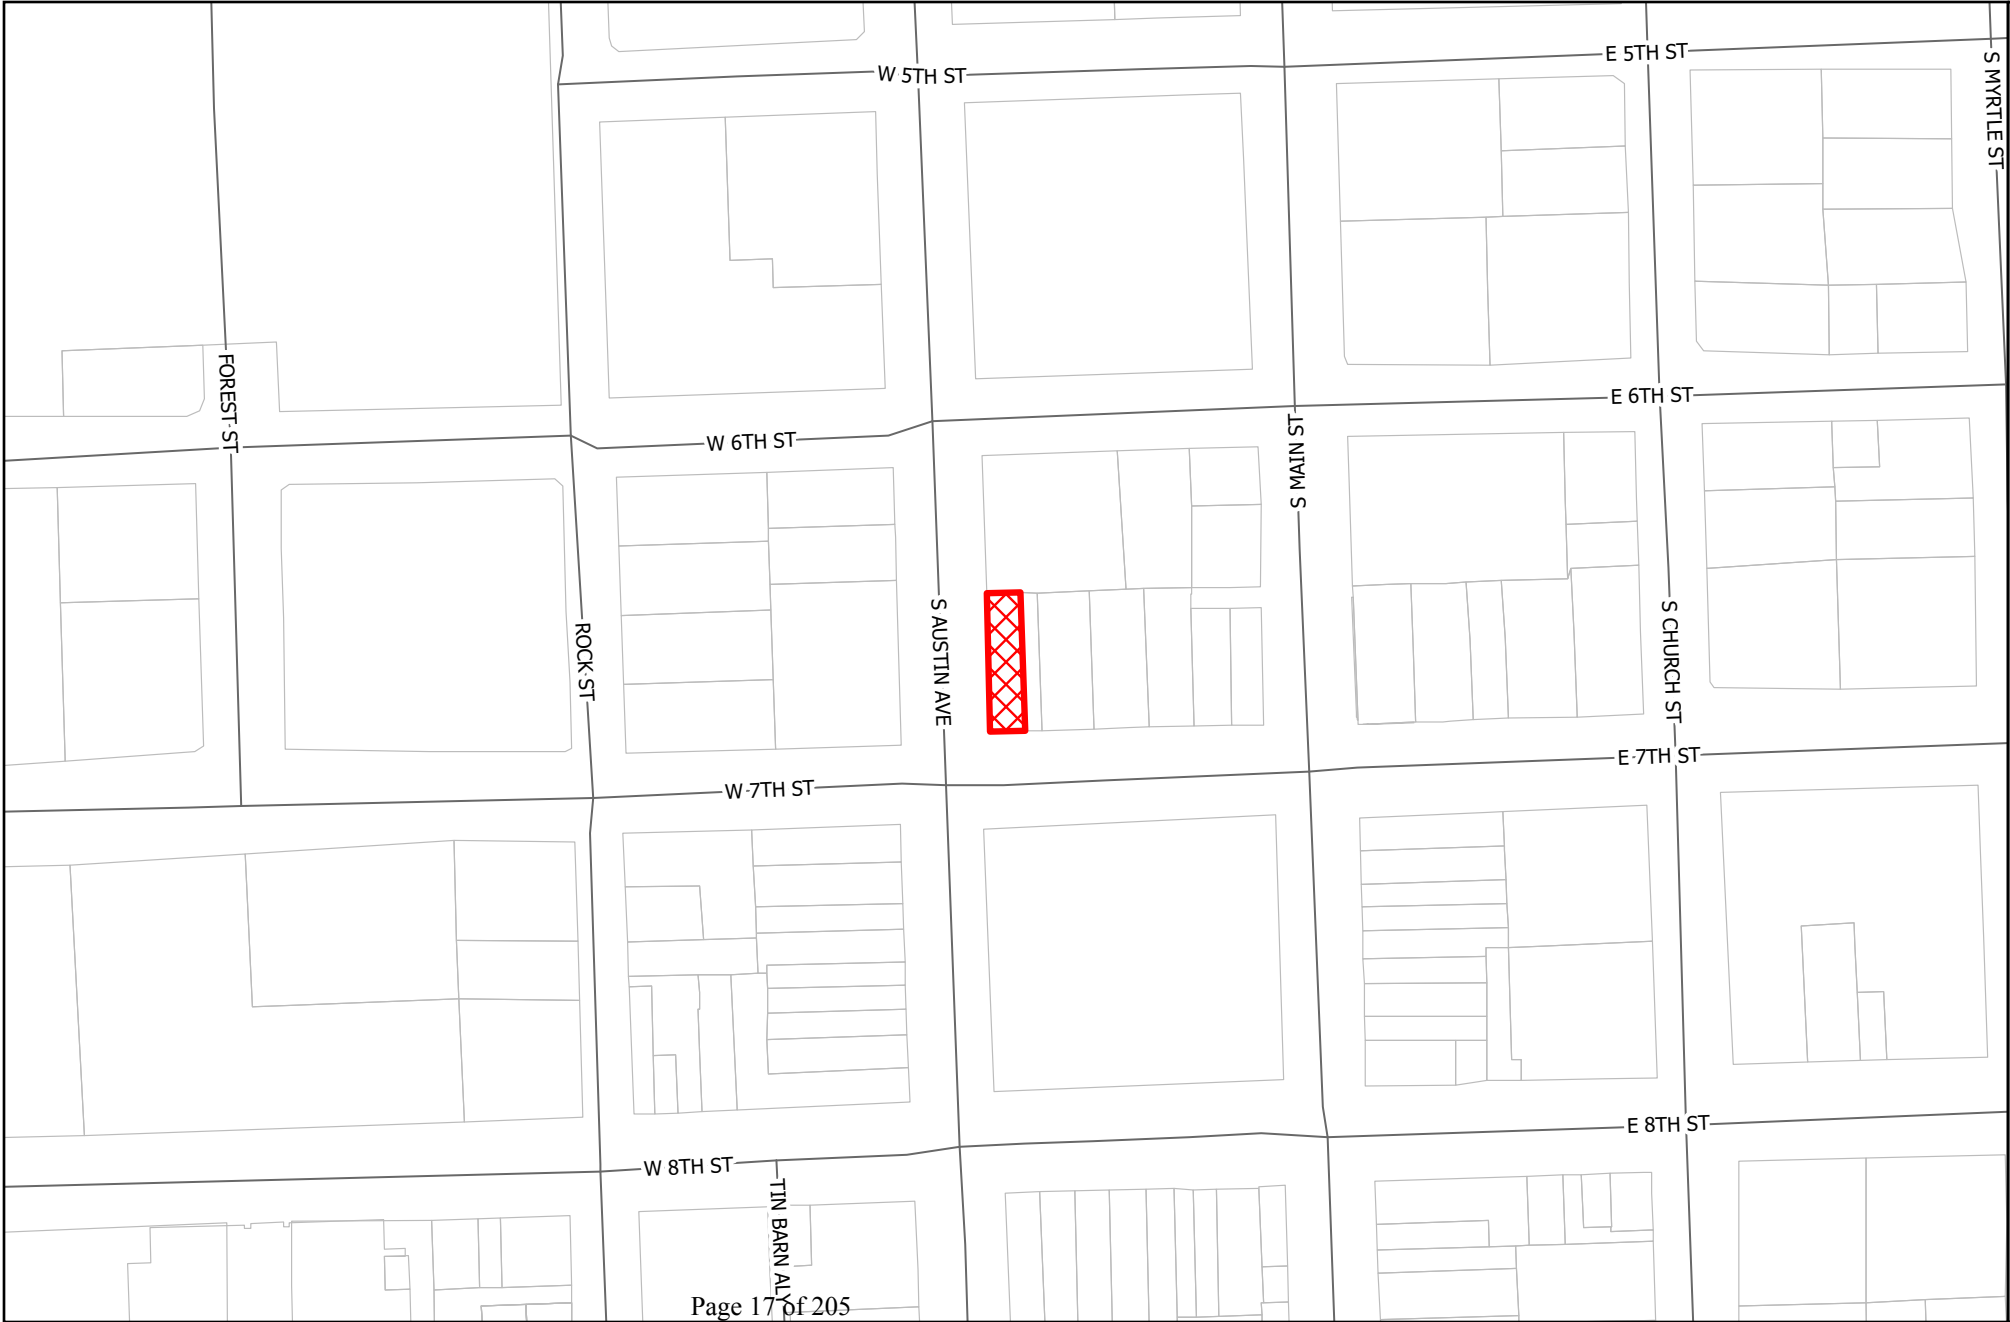 E 5TH ST
W 5TH ST
S MYRTLE ST
FOREST ST
E 6TH ST
W 6TH ST
S MAIN ST
ROCK ST
S AUSTIN AVE
S CHURCH ST
E 7TH ST
W 7TH ST
E 8TH ST
W 8TH ST
TIN BARN ALY
Page 17 of 205